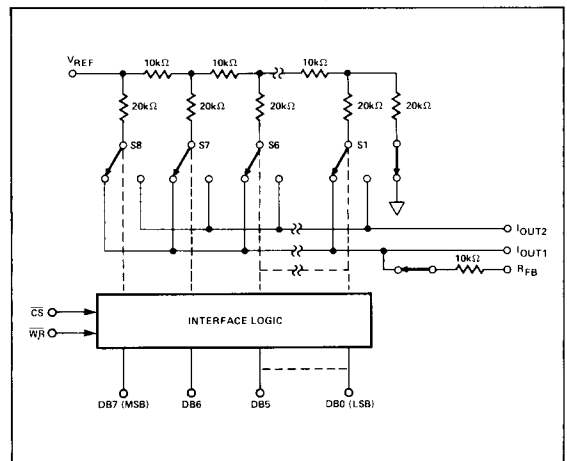 VREF
10kΩ 10kΩ 10kΩ
20kΩ 20kΩ 20kΩ 20kΩ 20kΩ
S8 S7 S6 S1
IOUT2
IOUT1
10kΩ
RFB
CS
WR
INTERFACE LOGIC
DB7 (MSB) DB6 DB5 DB0 (LSB)